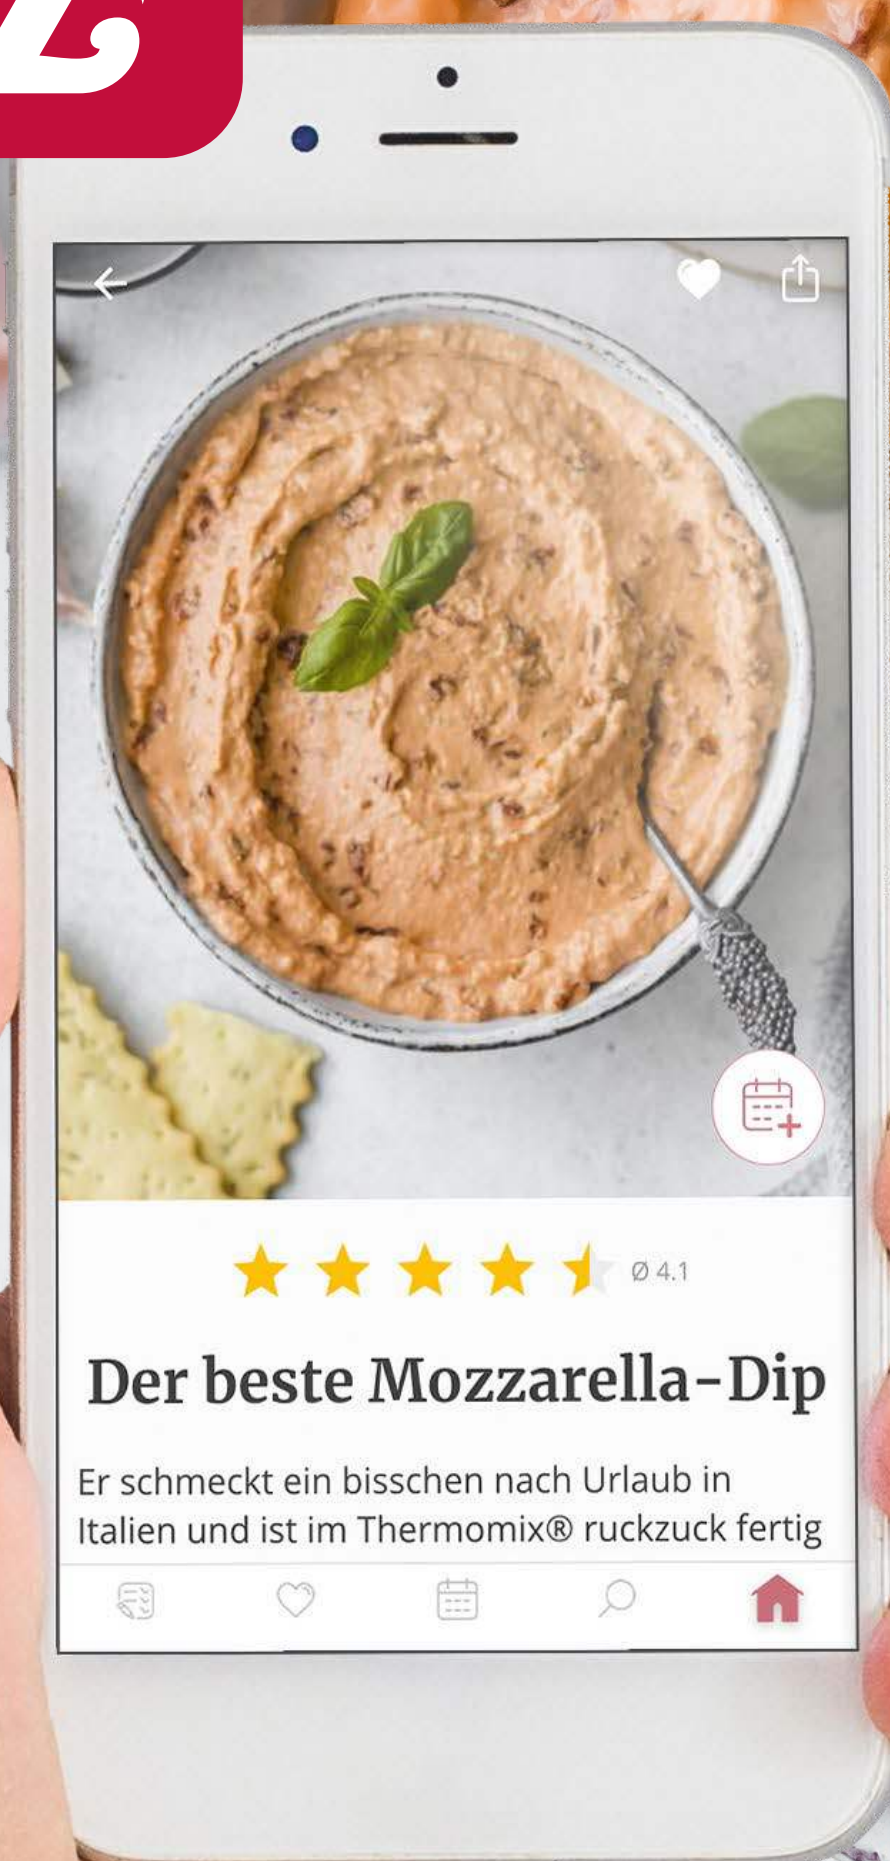 Ø 4.1
Der beste Mozzarella-Dip
Er schmeckt ein bisschen nach Urlaub in
Italien und ist im Thermomix® ruckzuck fertig